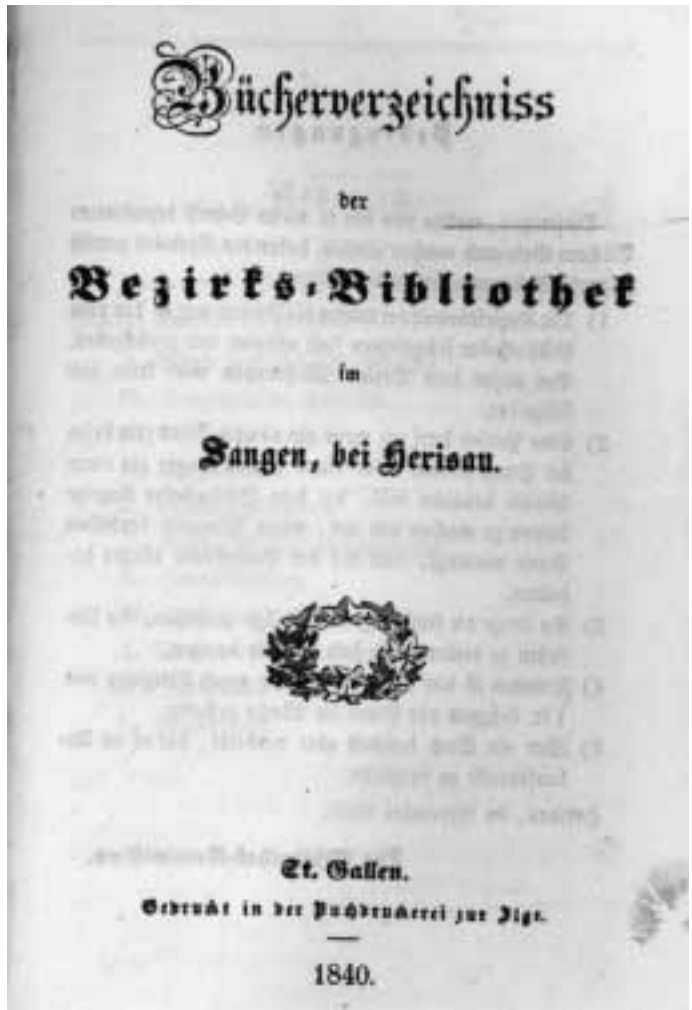 Bücherverzeichniss
der
Bezirks-Bibliothek
im
Sangen, bei Herisau.
St. Gallen.
Gedruckt in der Buchdruckerei zur Ilge.
1840.